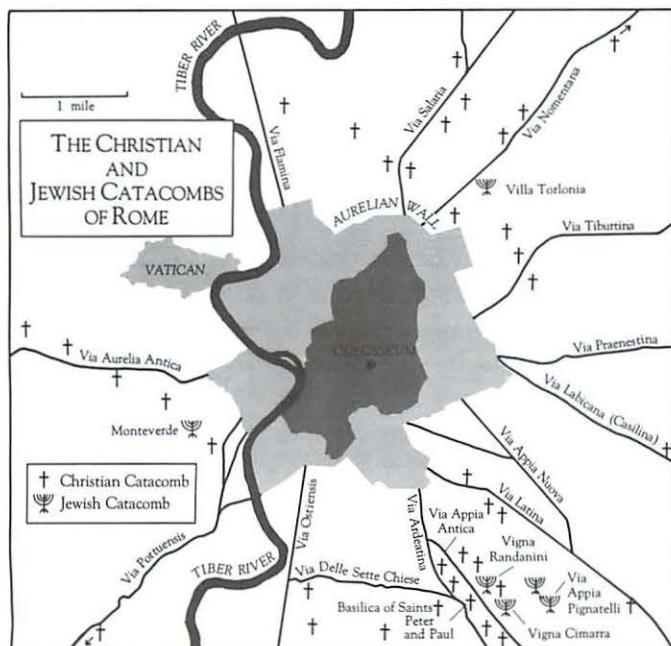 TIBER RIVER
1 mile
THE CHRISTIAN
AND
JEWISH CATACOMBS
OF ROME
Via Flamina
Via Salaria
Via Nomentana
AURELIAN WALL
Villa Torlonia
Via Tiburtina
VATICAN
COLOSSEUM
Via Aurelia Antica
Via Praenestina
Via Labicana (Casilina)
Monteverde
Christian Catacomb
Jewish Catacomb
Via Appia Nuova
Via Latina
Via Portuensis
Via Ostiensis
Via Ardeatina
Via Appia
Antica
Vigna
Randanini
TIBER RIVER
Via Delle Sette Chiese
Via
Appia
Pignatelli
Basilica of Saints
Peter
and Paul
Vigna Cimarra